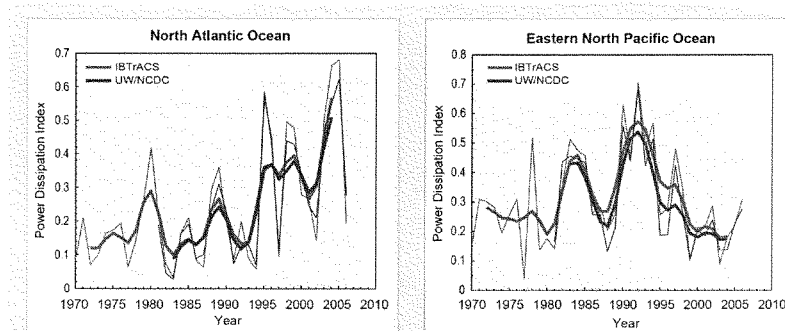 North Atlantic Ocean
Power Dissipation Index
0.7
0.6
0.5
0.4
0.3
0.2
0.1
0
IBTrACS
UW/NCDC
1970 1975 1980 1985 1990 1995 2000 2005 2010
Year
Eastern North Pacific Ocean
Power Dissipation Index
0.8
0.7
0.6
0.5
0.4
0.3
0.2
0.1
0
IBTrACS
UW/NCDC
1970 1975 1980 1985 1990 1995 2000 2005 2010
Year